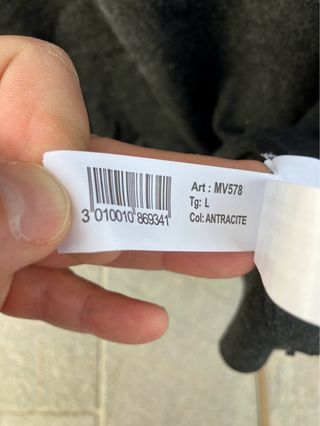 Art : MV578
Tg: L
Col: ANTRACITE
3 010010 869341